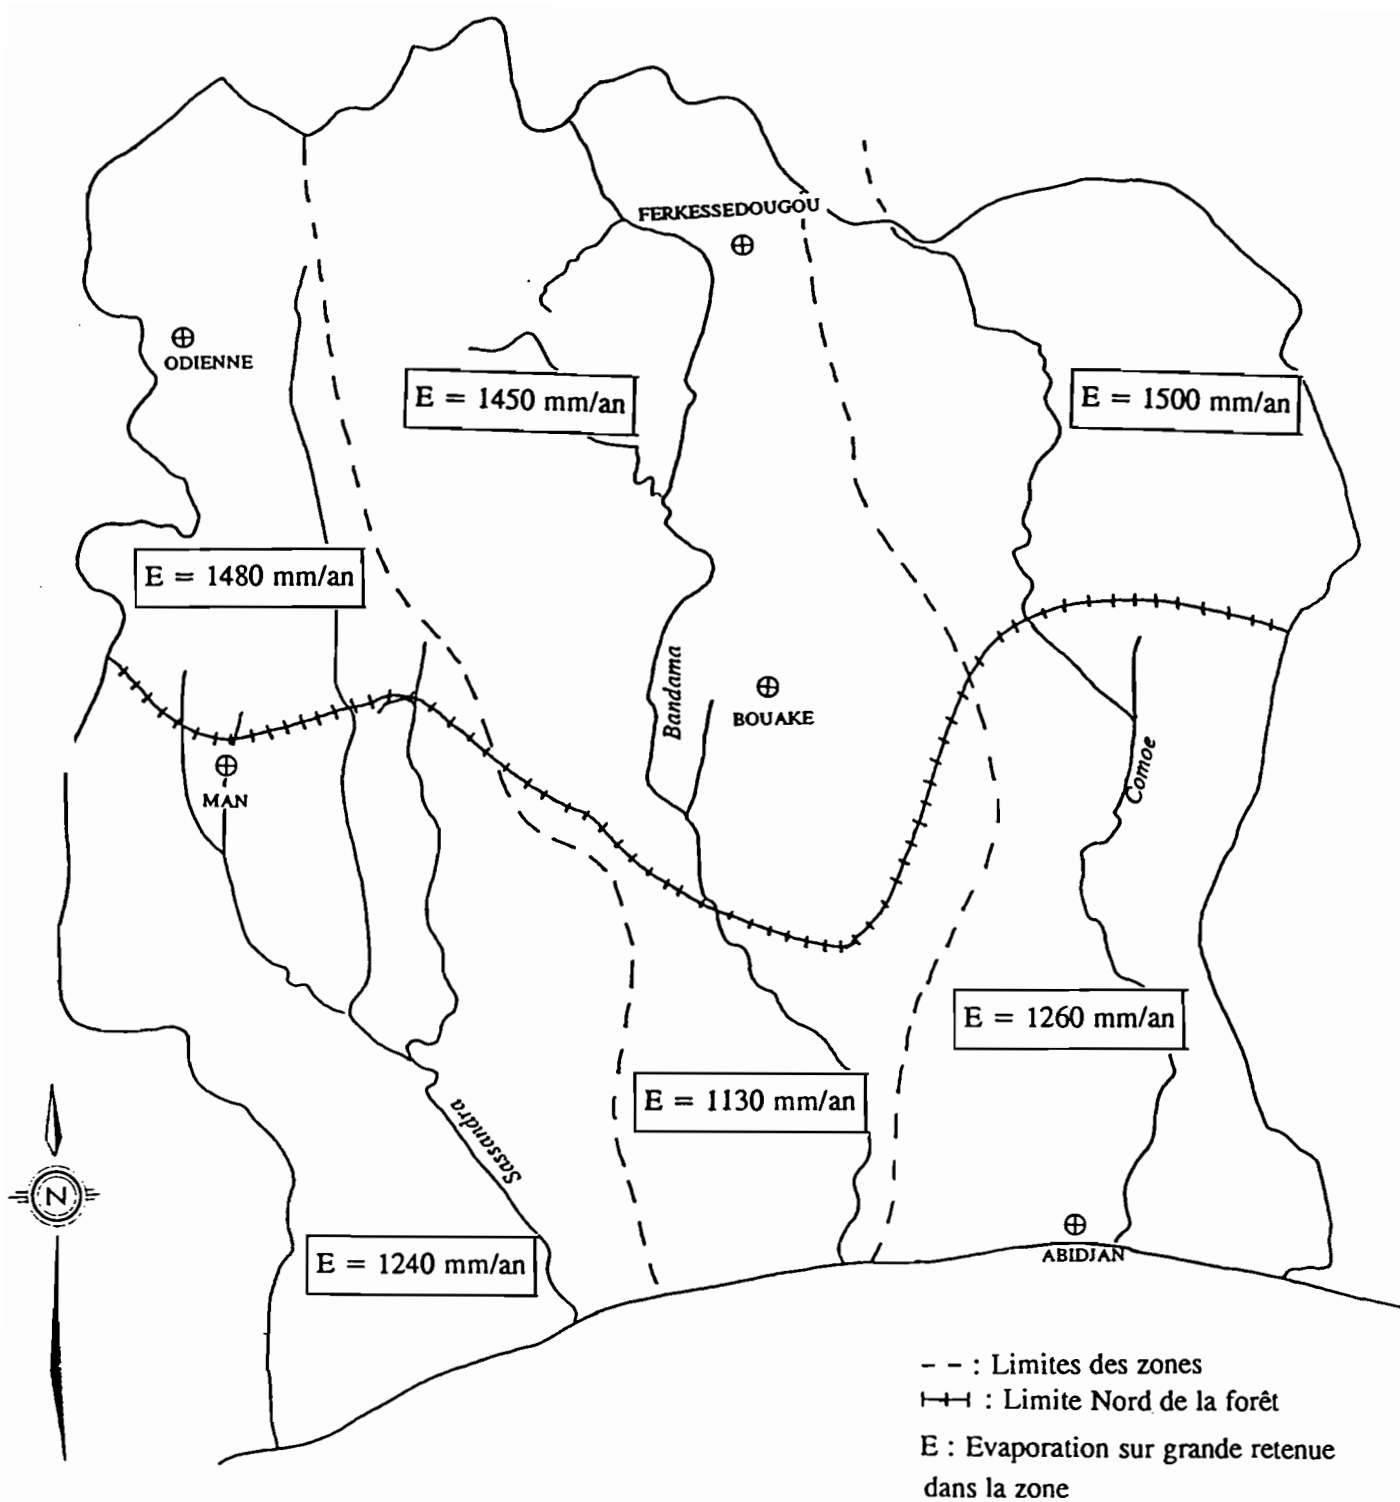 FERKESSEDOUGOU
ODIENNE
E = 1450 mm/an
E = 1500 mm/an
E = 1480 mm/an
Bandama
BOUAKE
Comoe
MAN
E = 1260 mm/an
E = 1130 mm/an
Sassandra
N
ABIDJAN
E = 1240 mm/an
- - : Limites des zones
: Limite Nord de la forêt
E : Evaporation sur grande retenue
dans la zone